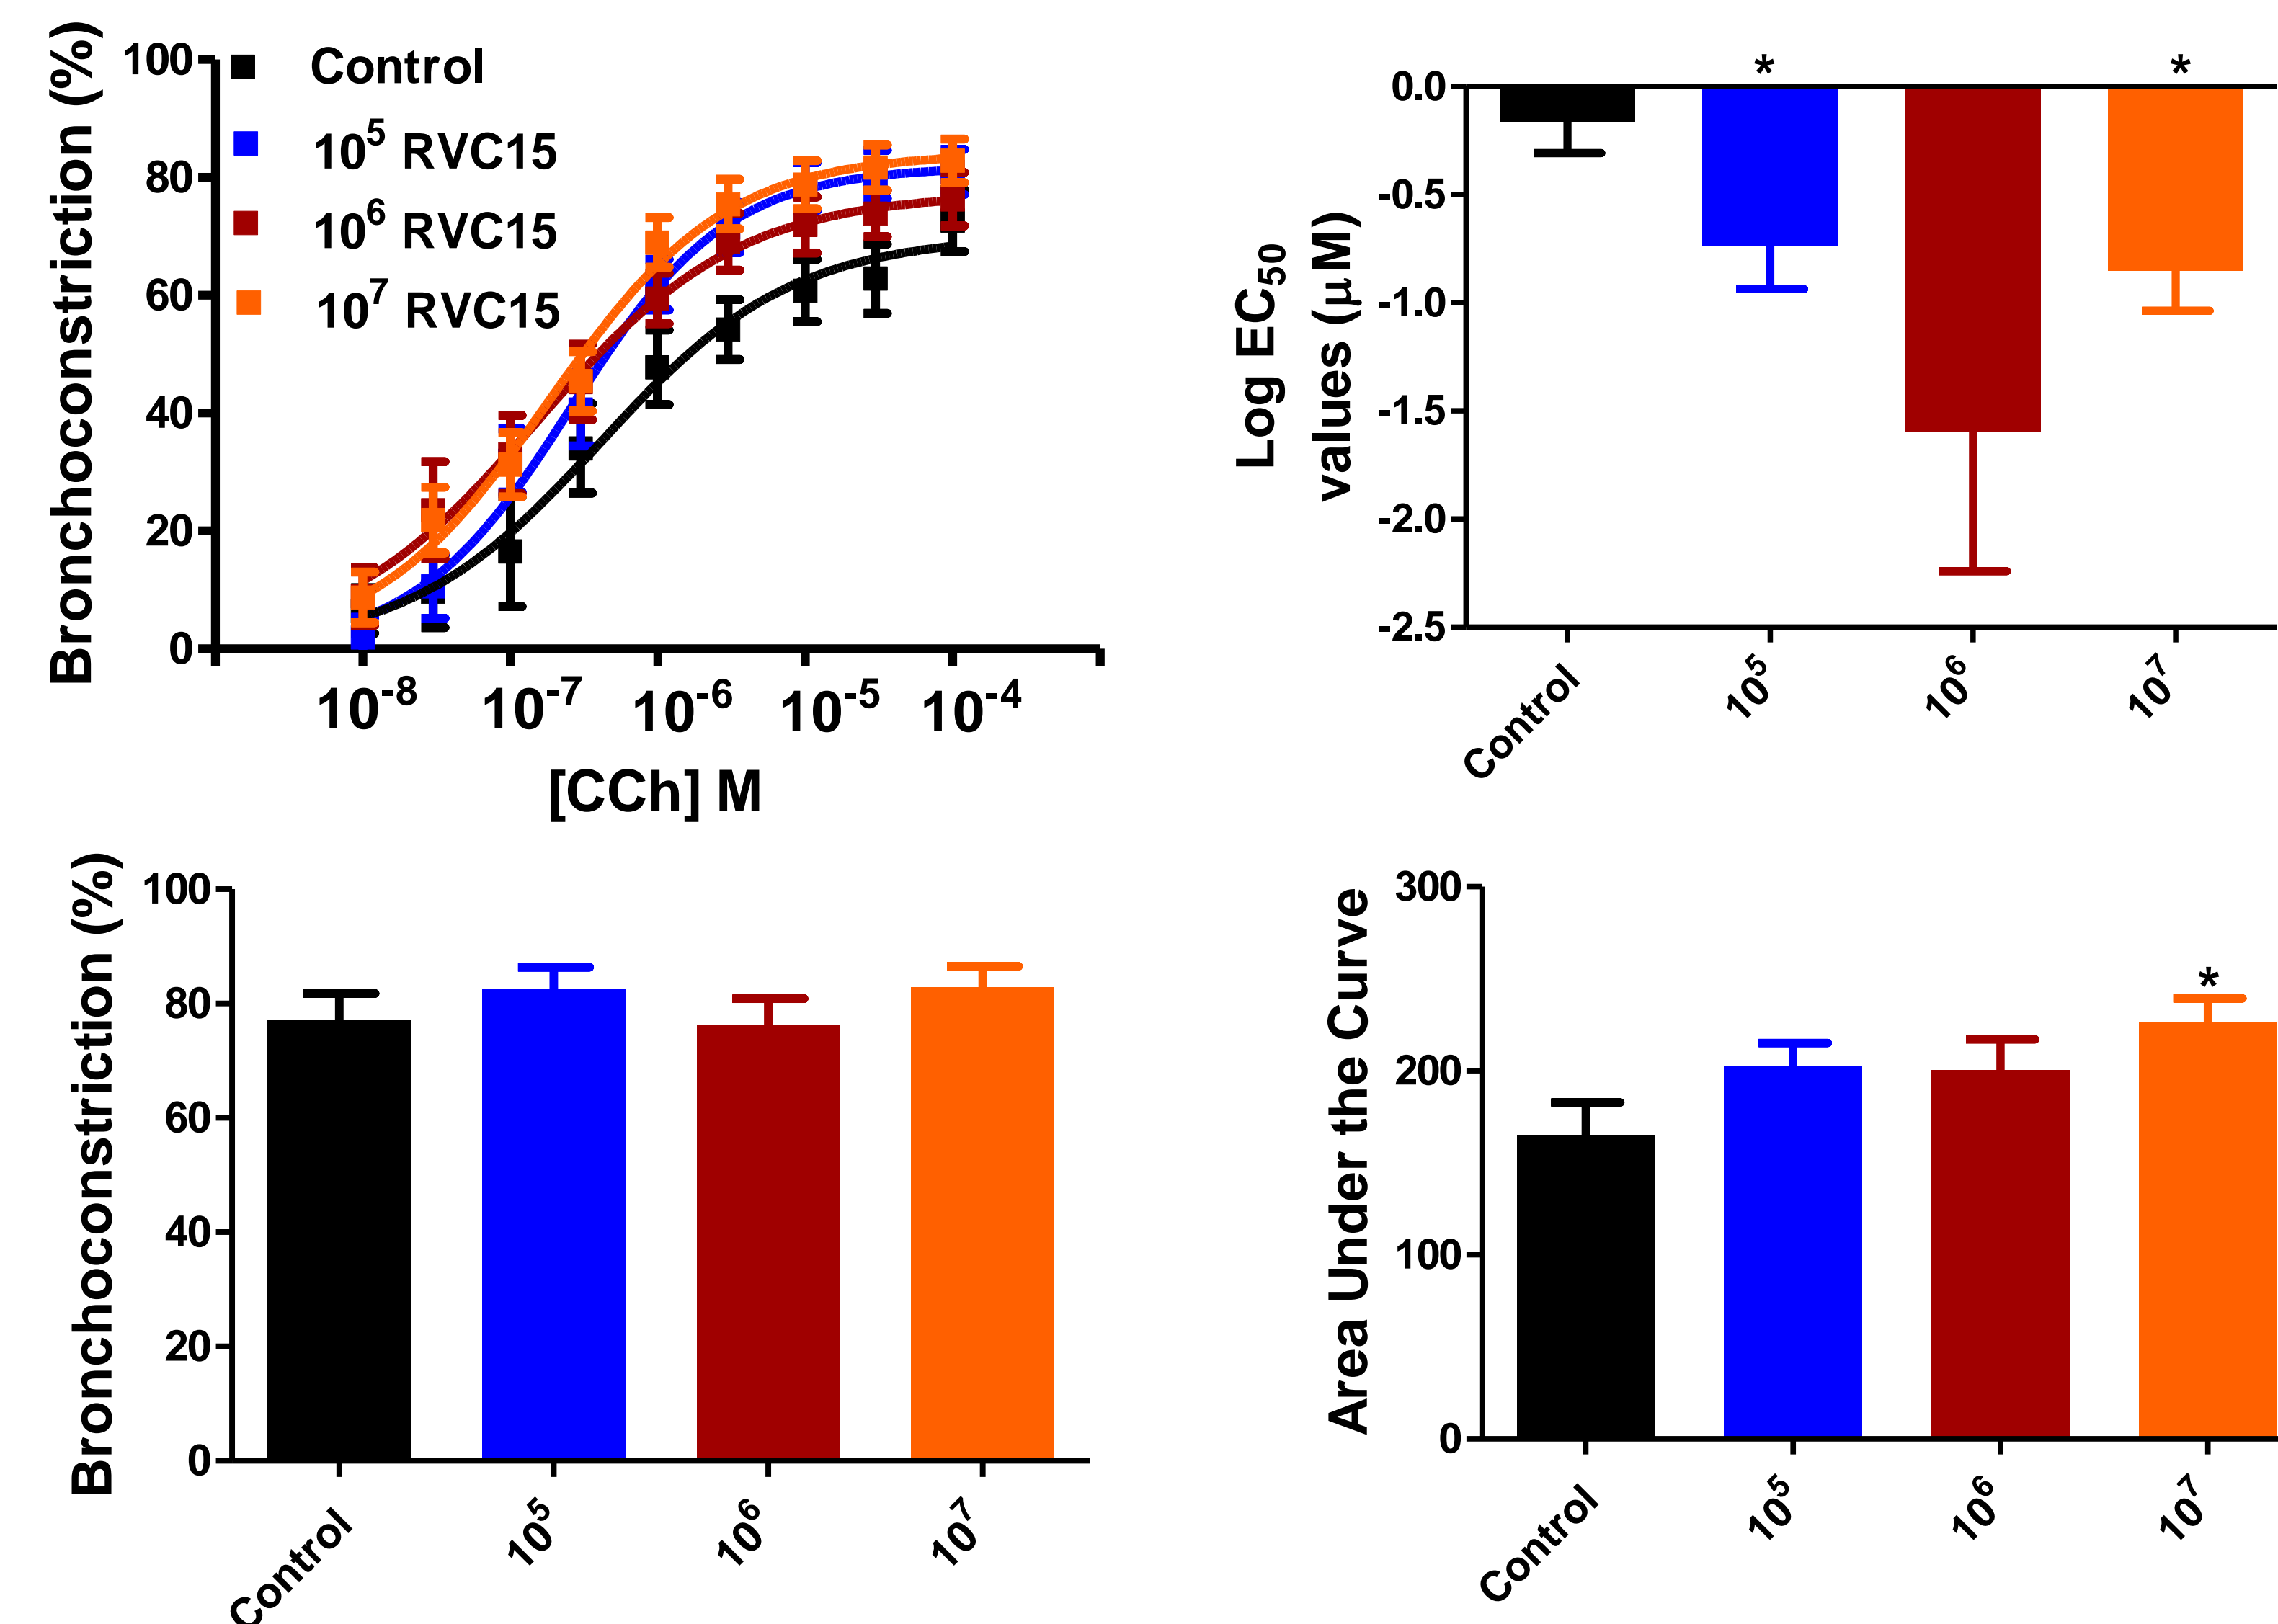 Bronchoconstriction (%)
100
80
60
40
20
0
Control
10^5 RVC15
10^6 RVC15
10^7 RVC15
10^-8 10^-7 10^-6 10^-5 10^-4
[CCh] M
Log EC50
values (μM)
0.0
-0.5
-1.0
-1.5
-2.0
-2.5
* *
Control 10^5 10^6 10^7
Bronchoconstriction (%)
100
80
60
40
20
0
Control 10^5 10^6 10^7
Area Under the Curve
300
200
100
0
*
Control 10^5 10^6 10^7